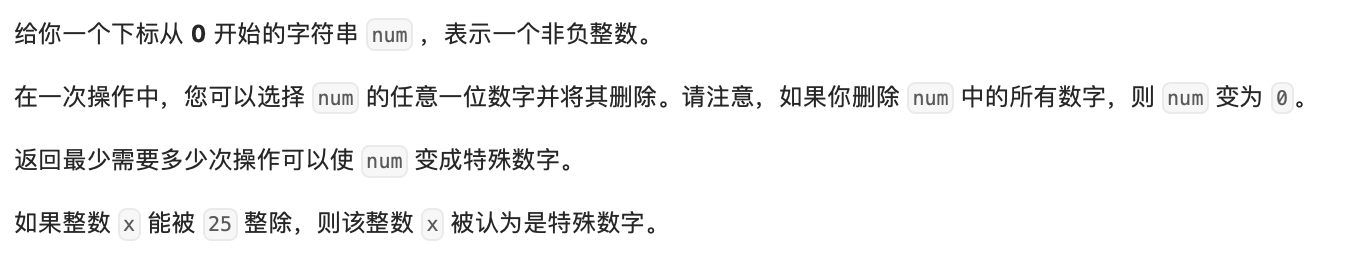 给你一个下标从 0 开始的字符串 num ，表示一个非负整数。
在一次操作中，您可以选择 num 的任意一位数字并将其删除。请注意，如果你删除 num 中的所有数字，则 num 变为 0。
返回最少需要多少次操作可以使 num 变成特殊数字。
如果整数 x 能被 25 整除，则该整数 x 被认为是特殊数字。